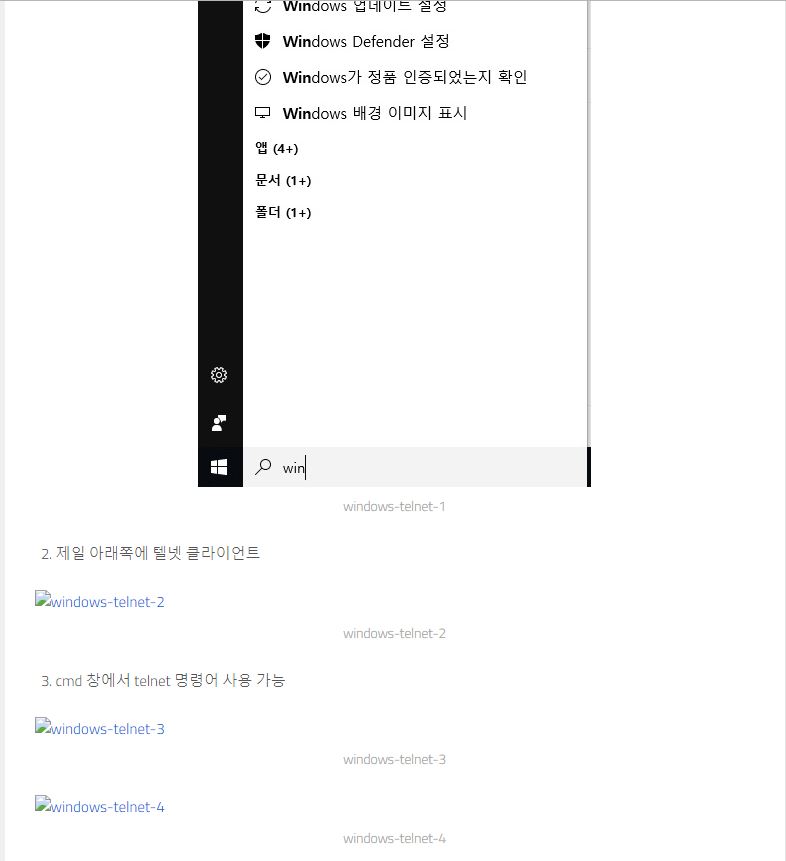 Windows 업데이트 설정
Windows Defender 설정
Windows가 정품 인증되었는지 확인
Windows 배경 이미지 표시
앱 (4+)
문서 (1+)
폴더 (1+)
win
windows-telnet-1
2. 제일 아래쪽에 텔넷 클라이언트
windows-telnet-2
windows-telnet-2
3. cmd 창에서 telnet 명령어 사용 가능
windows-telnet-3
windows-telnet-3
windows-telnet-4
windows-telnet-4